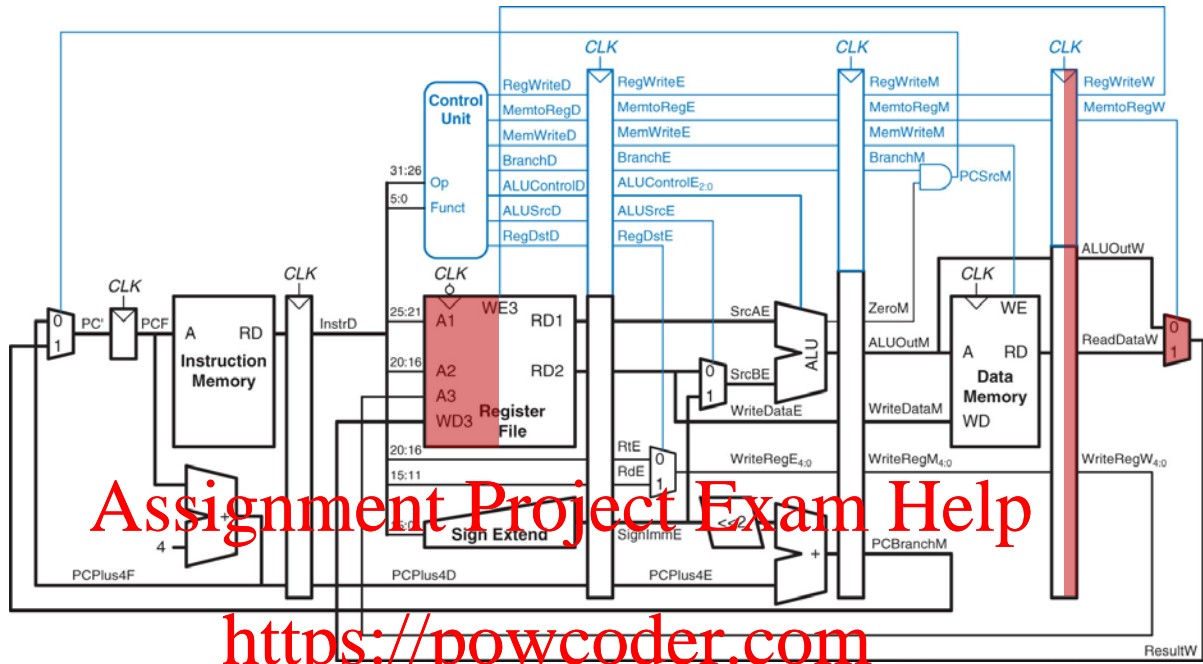 CLK CLK CLK
Control Unit
RegWriteD RegWriteE RegWriteM RegWriteW
MemtoRegD MemtoRegE MemtoRegM MemtoRegW
MemWriteD MemWriteE MemWriteM
BranchD BranchE BranchM
PCSrcM
31:26 Op ALUControlD ALUControlE2:0
5:0 Funct ALUSrcD ALUSrcE
RegDstD RegDstE
CLK CLK CLK CLK
ALUOutW
0 1 PC' PCF
A RD
Instruction Memory
InstrD
25:21 A1 WE3 RD1 SrcAE
20:16 A2 RD2 0 1 SrcBE
A3
WD3
Register File
ALU
ZeroM
ALUOutM
WE
A RD
Data Memory
WD
ReadDataW
0 1
WriteDataE WriteDataM
20:16 RtE 0
15:11 RdE 1
WriteRegE4:0 WriteRegM4:0 WriteRegW4:0
Assignment Project Exam Help
+
4
Sign Extend SignImmE <<2
+ PCBranchM
PCPlus4F PCPlus4D PCPlus4E
https://powcoder.com
ResultW